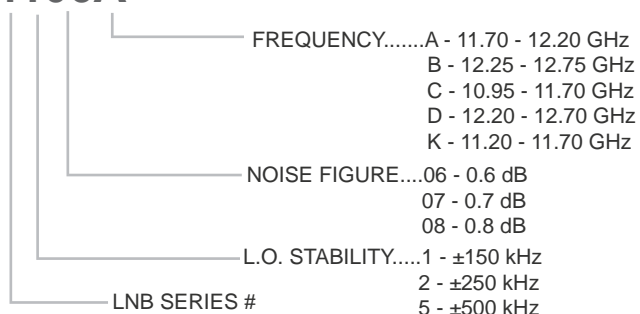 FREQUENCY.......A - 11.70 - 12.20 GHz
B - 12.25 - 12.75 GHz
C - 10.95 - 11.70 GHz
D - 12.20 - 12.70 GHz
K - 11.20 - 11.70 GHz
NOISE FIGURE....06 - 0.6 dB
07 - 0.7 dB
08 - 0.8 dB
L.O. STABILITY.....1 - ±150 kHz
2 - ±250 kHz
LNB SERIES # 5 - ±500 kHz